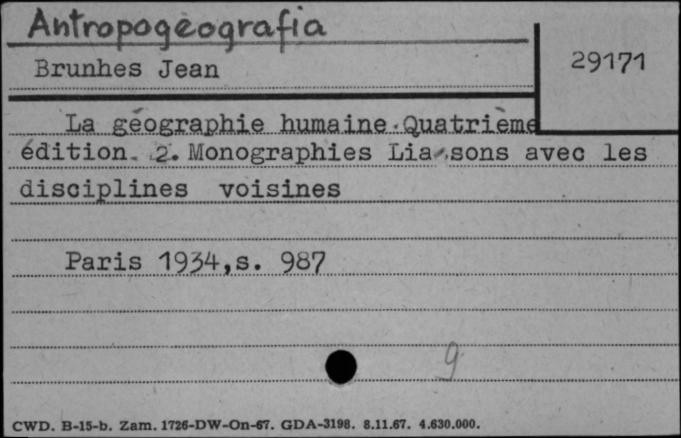 Antropogeografia
Brunhes Jean
29171
La géographie humaine.Quatrième
édition. 2. Monographies Lia sons avec les
disciplines voisines
Paris 1934,s. 987
9
CWD. B-15-b. Zam. 1726-DW-On-67. GDA-3198. 8.11.67. 4.630.000.